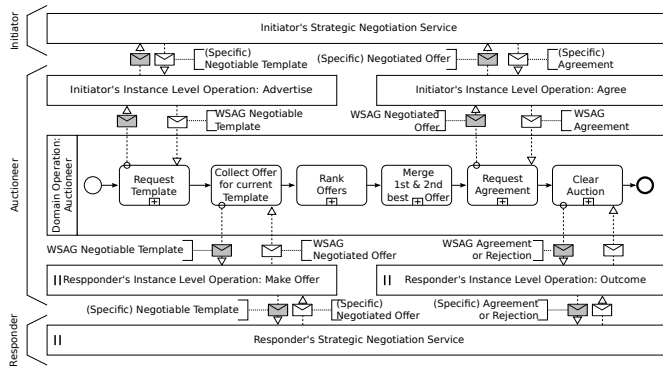 Initiator
Initiator's Strategic Negotiation Service
(Specific)
Negotiable Template
(Specific) Negotiated Offer
(Specific)
Agreement
Auctioneer
Initiator's Instance Level Operation: Advertise
Initiator's Instance Level Operation: Agree
WSAG Negotiable
Template
WSAG Negotiated
Offer
WSAG
Agreement
Domain Operation:
Auctioneer
Request
Template
Collect Offer
for current
Template
Rank
Offers
Merge
1st & 2nd
best Offer
Request
Agreement
Clear
Auction
WSAG Negotiable Template
WSAG
Negotiated Offer
WSAG Agreement
or Rejection
WSAG
Respponder's Instance Level Operation: Make Offer
Responder's Instance Level Operation: Outcome
(Specific) Negotiable Template
(Specific)
Negotiated Offer
(Specific) Agreement
or Rejection
Responder
Responder's Strategic Negotiation Service